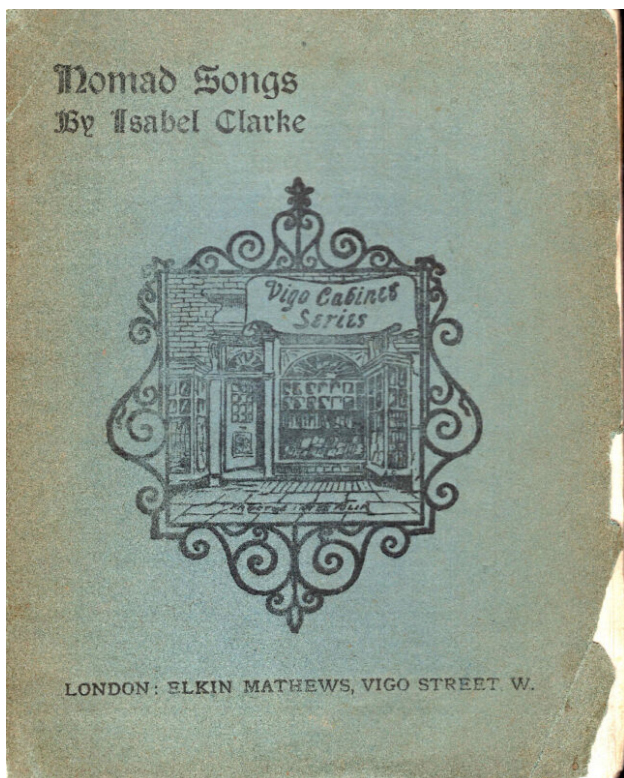 Nomad Songs
By Isabel Clarke
Vigo Cabinet
Series
LONDON: ELKIN MATHEWS, VIGO STREET W.